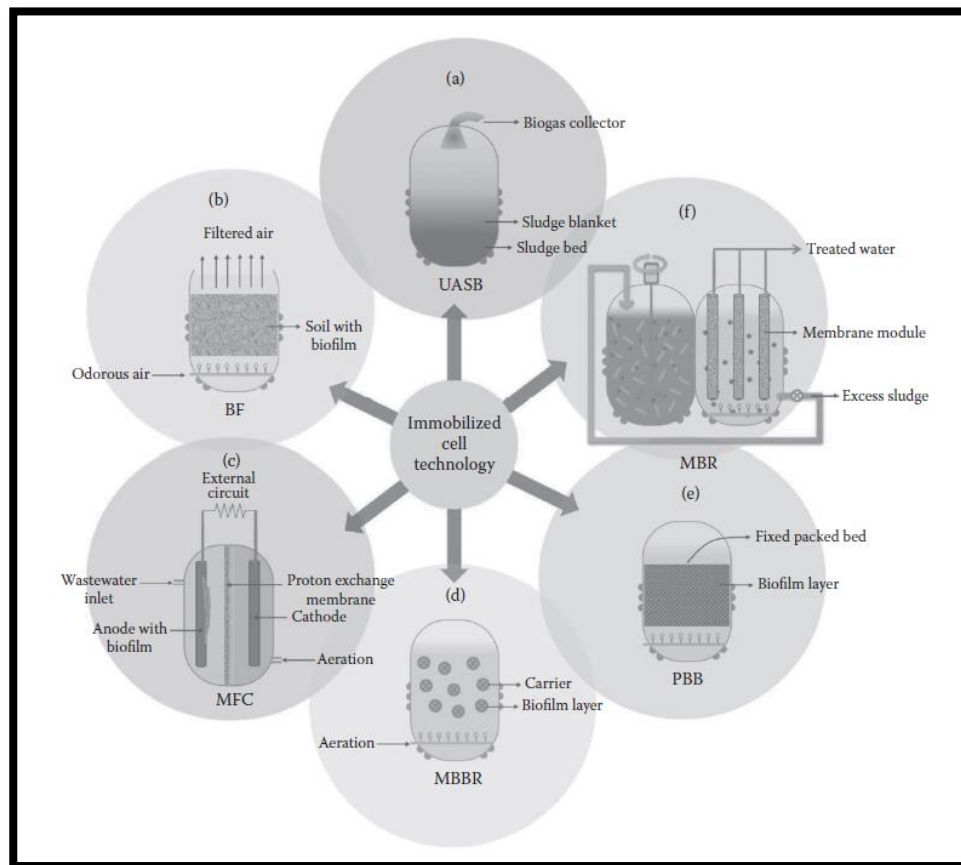 (a)
Biogas collector
Sludge blanket
Sludge bed
UASB
(b)
Filtered air
Soil with
biofilm
Odorous air
BF
(f)
Treated water
Membrane module
Excess sludge
MBR
Immobilized
cell
technology
(c)
External
circuit
Wastewater
inlet
Proton exchange
membrane
Cathode
Anode with
biofilm
Aeration
MFC
(d)
Carrier
Biofilm layer
Aeration
MBBR
(e)
Fixed packed bed
Biofilm layer
PBB